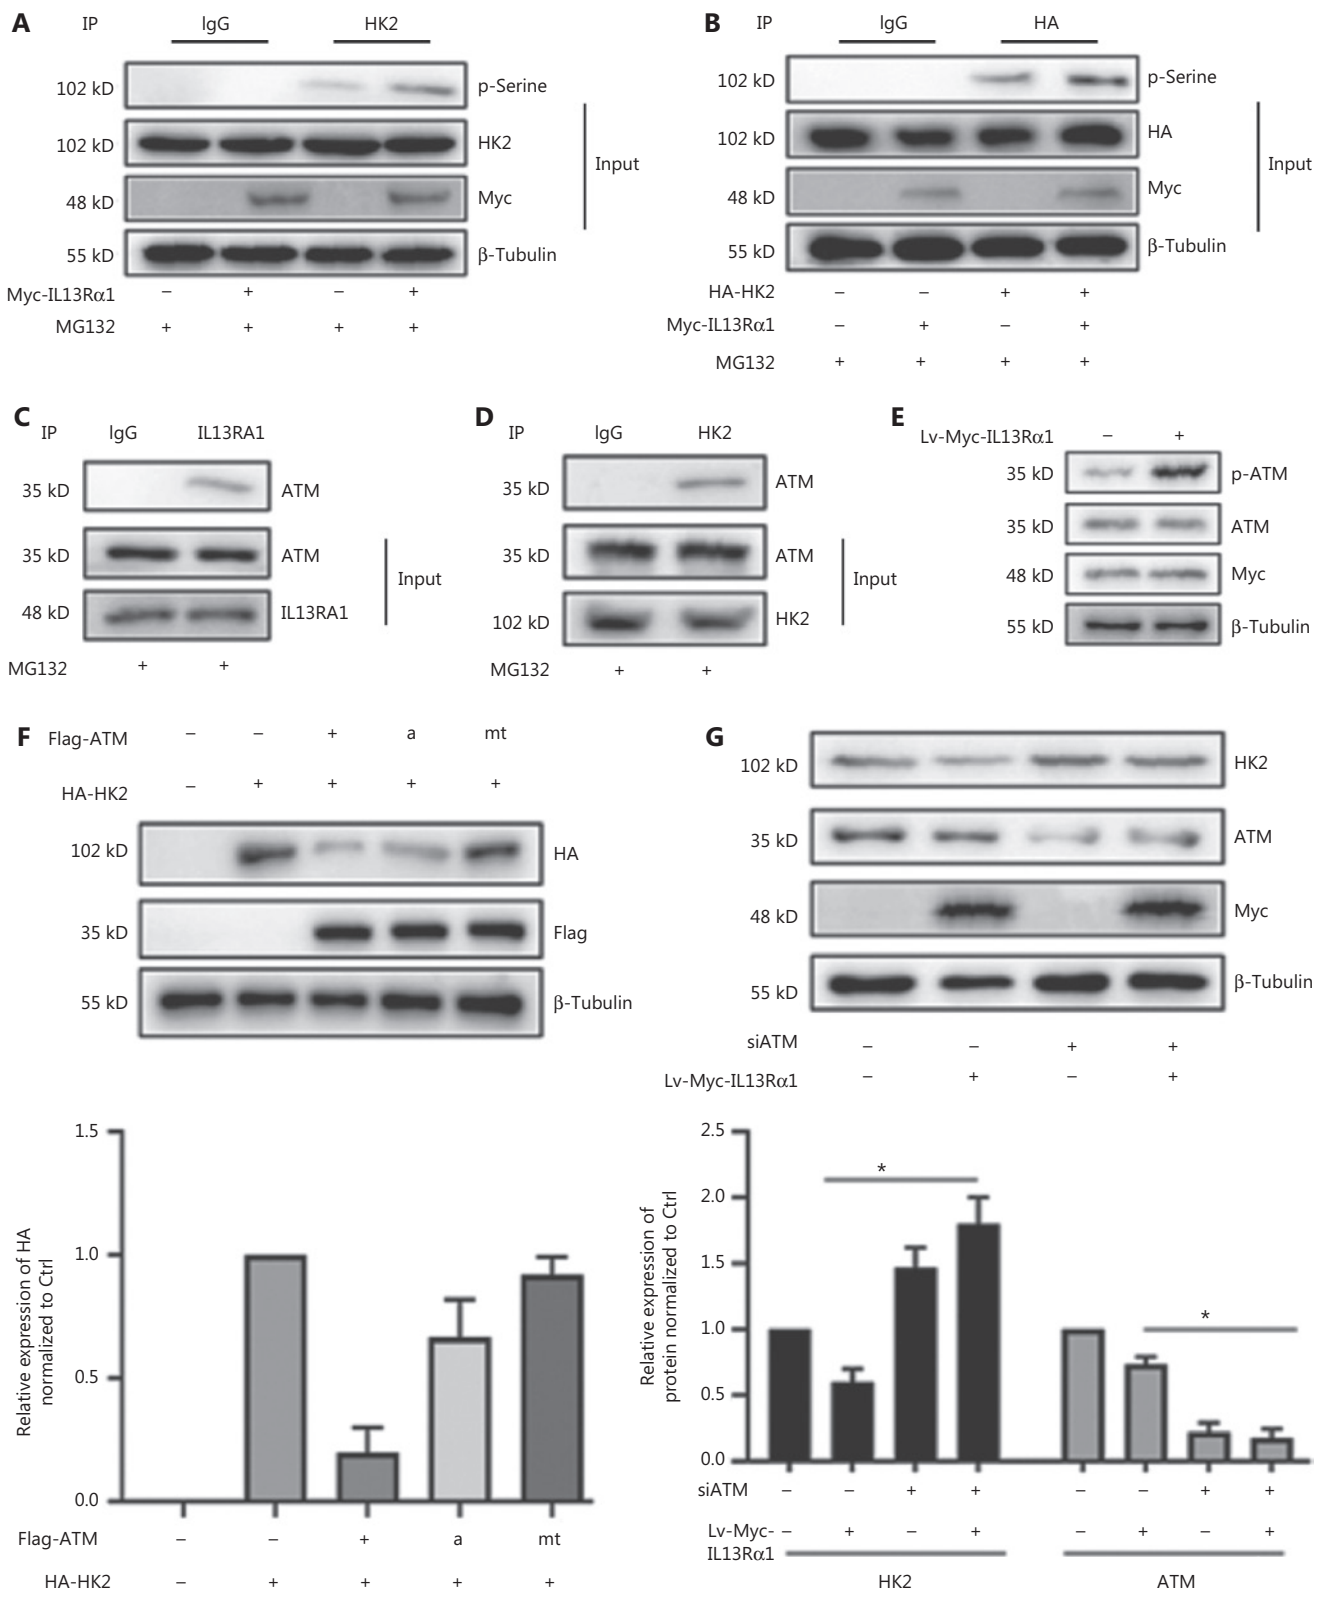 A IP IgG HK2
102 kD p-Serine
102 kD HK2
Input
48 kD Myc
55 kD β-Tubulin
Myc-IL13Rα1 – + – +
MG132 + + + +
B IP IgG HA
102 kD p-Serine
102 kD HA
Input
48 kD Myc
55 kD β-Tubulin
HA-HK2 – – + +
Myc-IL13Rα1 – + – +
MG132 + + + +
C IP IgG IL13RA1
35 kD ATM
35 kD ATM
Input
48 kD IL13RA1
MG132 + +
D IP IgG HK2
35 kD ATM
35 kD ATM
Input
102 kD HK2
MG132 + +
E Lv-Myc-IL13Rα1 – +
35 kD p-ATM
35 kD ATM
48 kD Myc
55 kD β-Tubulin
F Flag-ATM – – + a mt
HA-HK2 – + + + +
102 kD HA
35 kD Flag
55 kD β-Tubulin
1.5
1.0
0.5
0.0
Relative expression of HA
normalized to Ctrl
Flag-ATM – – + a mt
HA-HK2 – + + + +
G
102 kD HK2
35 kD ATM
48 kD Myc
55 kD β-Tubulin
siATM – – + +
Lv-Myc-IL13Rα1 – + – +
2.5
2.0
1.5
1.0
0.5
0.0
Relative expression of
protein normalized to Ctrl
*
*
siATM – – + + – – + +
Lv-Myc- – + – + – + – +
IL13Rα1
HK2 ATM